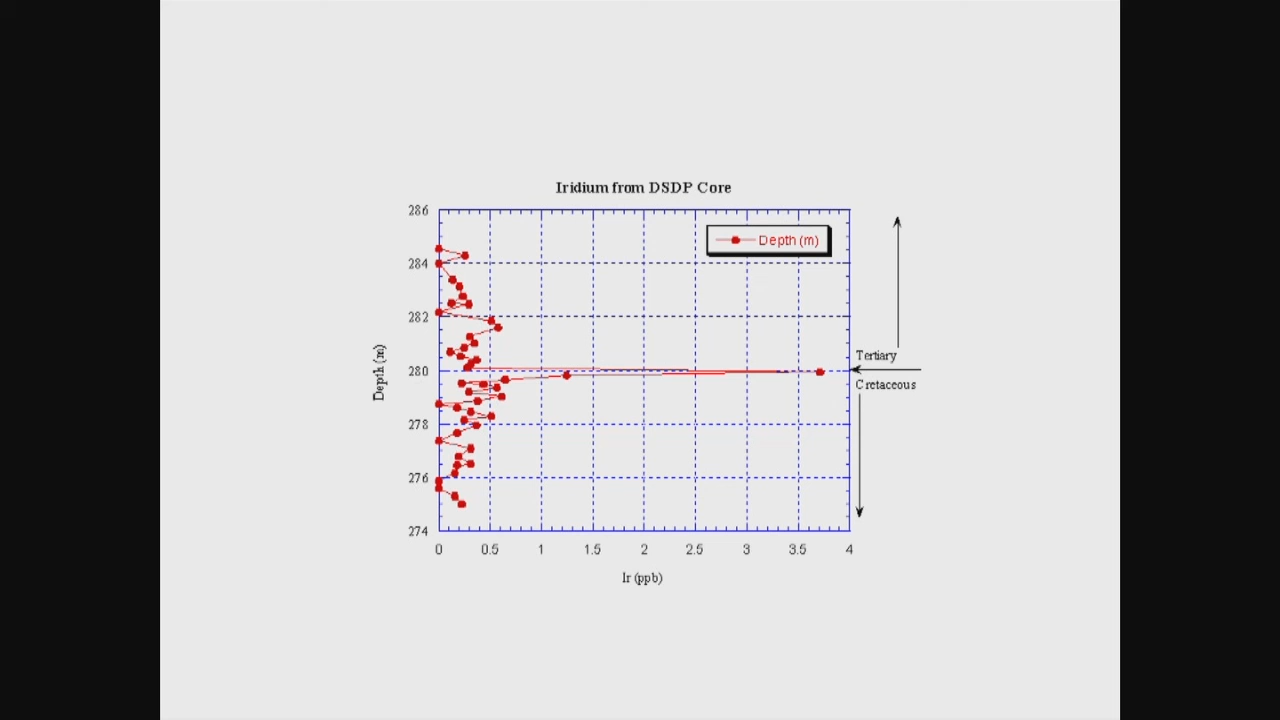 Iridium from DSDP Core
286
284
282
280
278
276
274
Depth (m)
Depth (m)
Tertiary
Cretaceous
0 0.5 1 1.5 2 2.5 3 3.5 4
Ir (ppb)